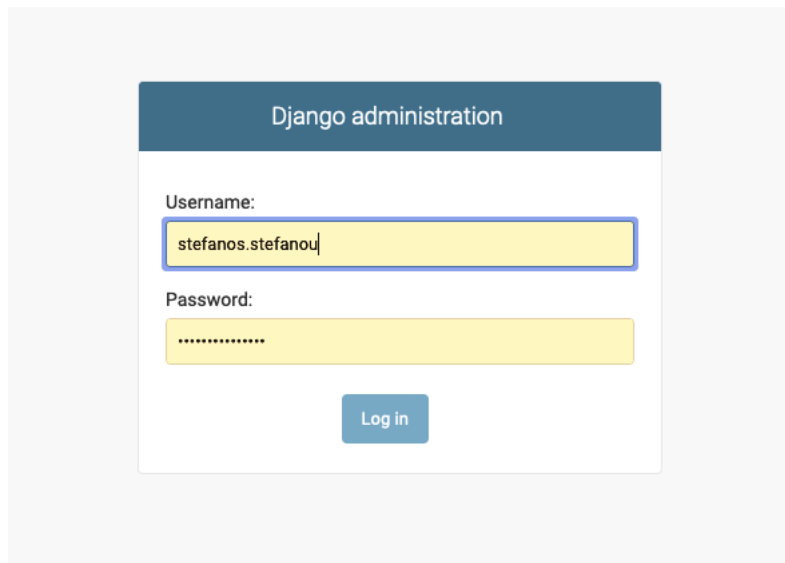 Django administration
Username:
stefanos.stefanou
Password:
•••••••••••••••
Log in